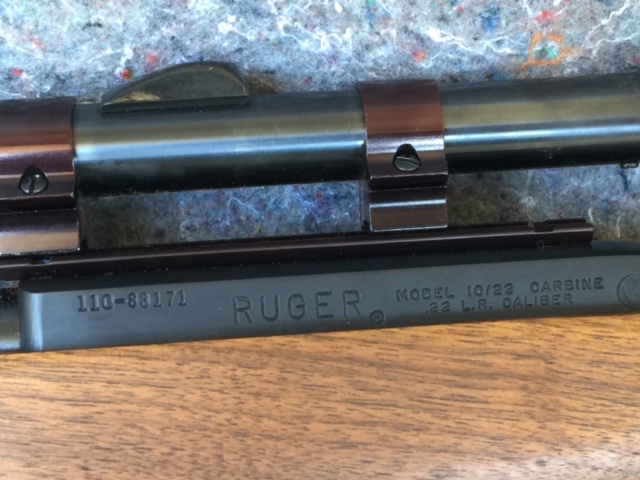 110-88171
RUGER®
MODEL 10/22 CARBINE
.22 L.R. CALIBER